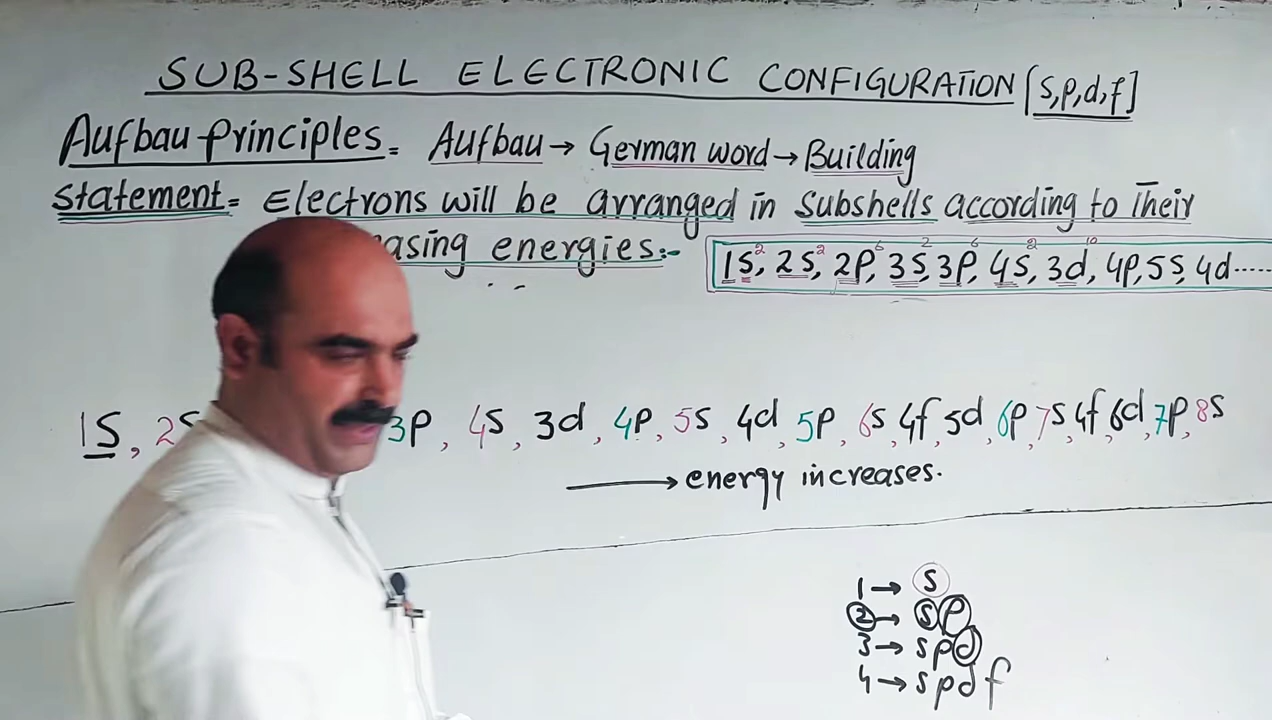 SUB-SHELL ELECTRONIC CONFIGURATION [s,p,d,f]
Aufbau Principles = Aufbau → German word → Building
Statement = Electrons will be arranged in Subshells according to Their
asing energies:-
1s², 2s², 2p⁶, 3s², 3p⁶, 4s², 3d¹⁰, 4p, 5s, 4d.....
1s, 2s 3p, 4s, 3d, 4p, 5s, 4d, 5p, 6s, 4f, 5d, 6p, 7s, 4f, 6d, 7p, 8s
→ energy increases.
1 → s
2 → s p
3 → s p d
4 → s p d f